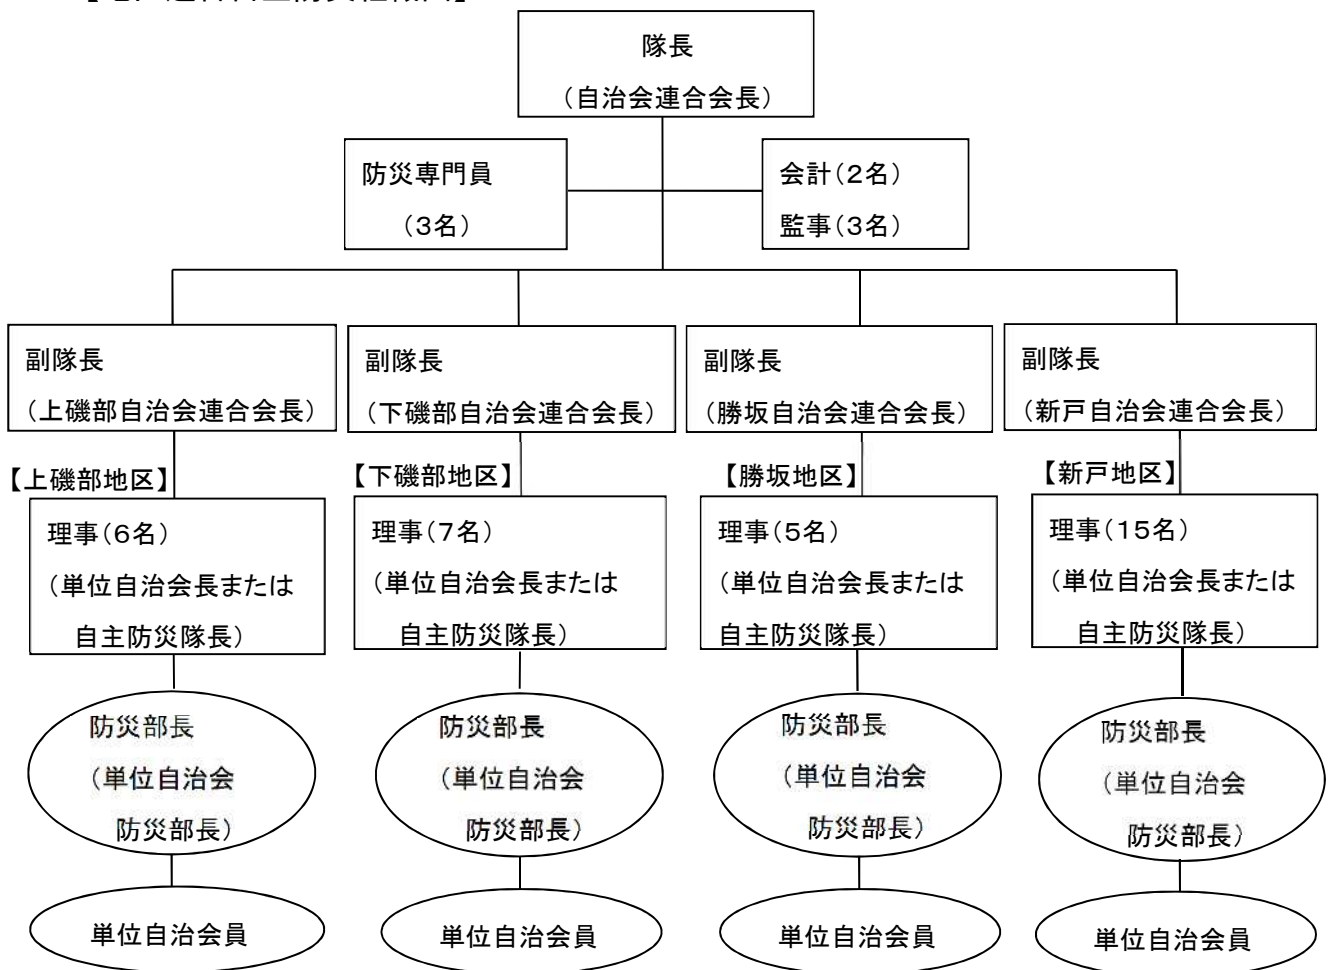 隊長
（自治会連合会長）
防災専門員
（3名）
会計（2名）
監事（3名）
副隊長
（上磯部自治会連合会長）
副隊長
（下磯部自治会連合会長）
副隊長
（勝坂自治会連合会長）
副隊長
（新戸自治会連合会長）
【上磯部地区】
【下磯部地区】
【勝坂地区】
【新戸地区】
理事（6名）
（単位自治会長または
自主防災隊長）
理事（7名）
（単位自治会長または
自主防災隊長）
理事（5名）
（単位自治会長または
自主防災隊長）
理事（15名）
（単位自治会長または
自主防災隊長）
防災部長
（単位自治会
防災部長）
防災部長
（単位自治会
防災部長）
防災部長
（単位自治会
防災部長）
防災部長
（単位自治会
防災部長）
単位自治会員
単位自治会員
単位自治会員
単位自治会員